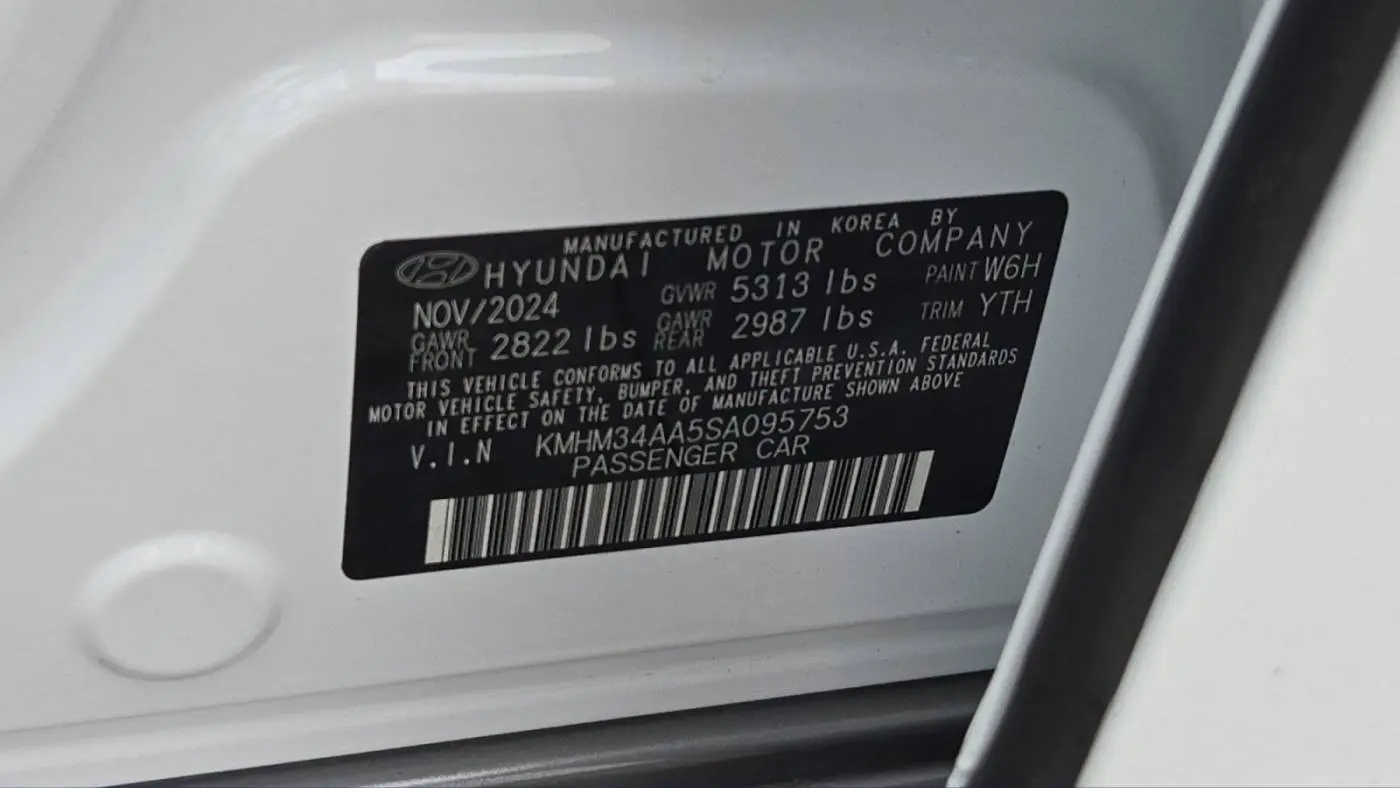 MANUFACTURED IN KOREA BY
HYUNDAI MOTOR COMPANY
NOV/2024 GVWR 5313 lbs PAINT W6H
GAWR FRONT 2822 lbs GAWR REAR 2987 lbs TRIM YTH
THIS VEHICLE CONFORMS TO ALL APPLICABLE U.S.A. FEDERAL
MOTOR VEHICLE SAFETY, BUMPER, AND THEFT PREVENTION STANDARDS
IN EFFECT ON THE DATE OF MANUFACTURE SHOWN ABOVE
V.I.N KMHM34AA5SA095753
PASSENGER CAR